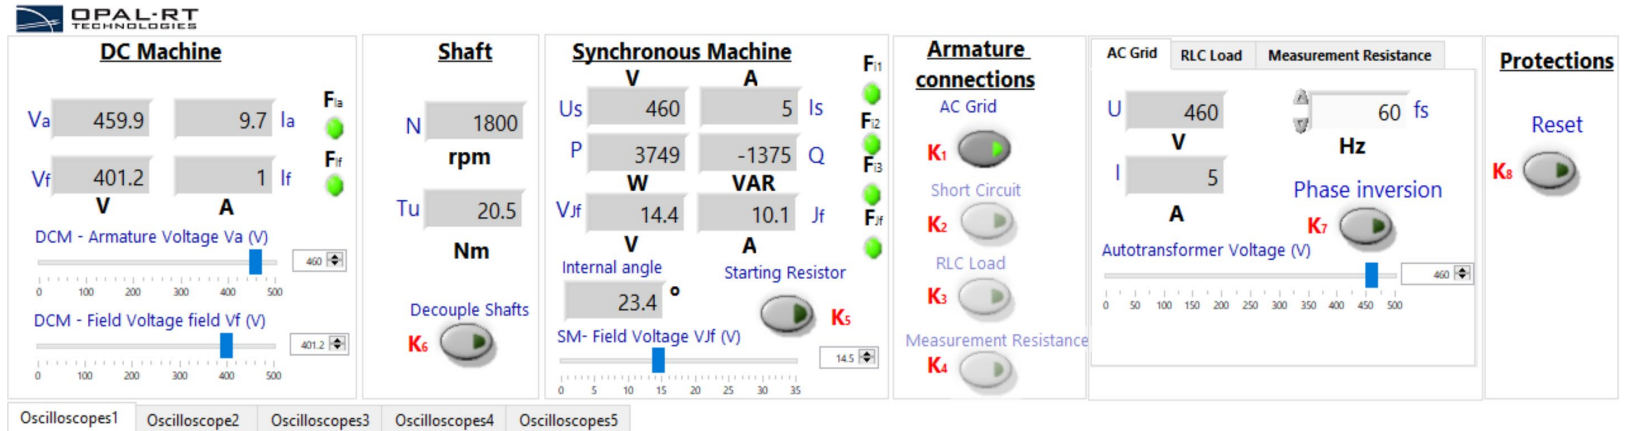 OPAL-RT
TECHNOLOGIES
DC Machine
Va 459.9 9.7 Ia FIa
Vf 401.2 1 If FIf
V A
DCM - Armature Voltage Va (V)
460
0 100 200 300 400 500
DCM - Field Voltage field Vf (V)
401.2
0 100 200 300 400 500
Shaft
N 1800
rpm
Tu 20.5
Nm
Decouple Shafts
K6
Synchronous Machine
V A
Us 460 5 Is
P 3749 -1375 Q
W VAR
VJf 14.4 10.1 Jf
V A
Fi1
Fi2
Fi3
FJf
Internal angle
23.4 °
Starting Resistor
K5
SM- Field Voltage VJf (V)
14.5
0 5 10 15 20 25 30 35
Armature
connections
AC Grid
K1
Short Circuit
K2
RLC Load
K3
Measurement Resistance
K4
AC Grid RLC Load Measurement Resistance
U 460 60 fs
V Hz
I 5
A
Phase inversion
K7
Autotransformer Voltage (V)
460
0 50 100 150 200 250 300 350 400 450 500
Protections
Reset
K8
Oscilloscopes1 Oscilloscope2 Oscilloscopes3 Oscilloscopes4 Oscilloscopes5